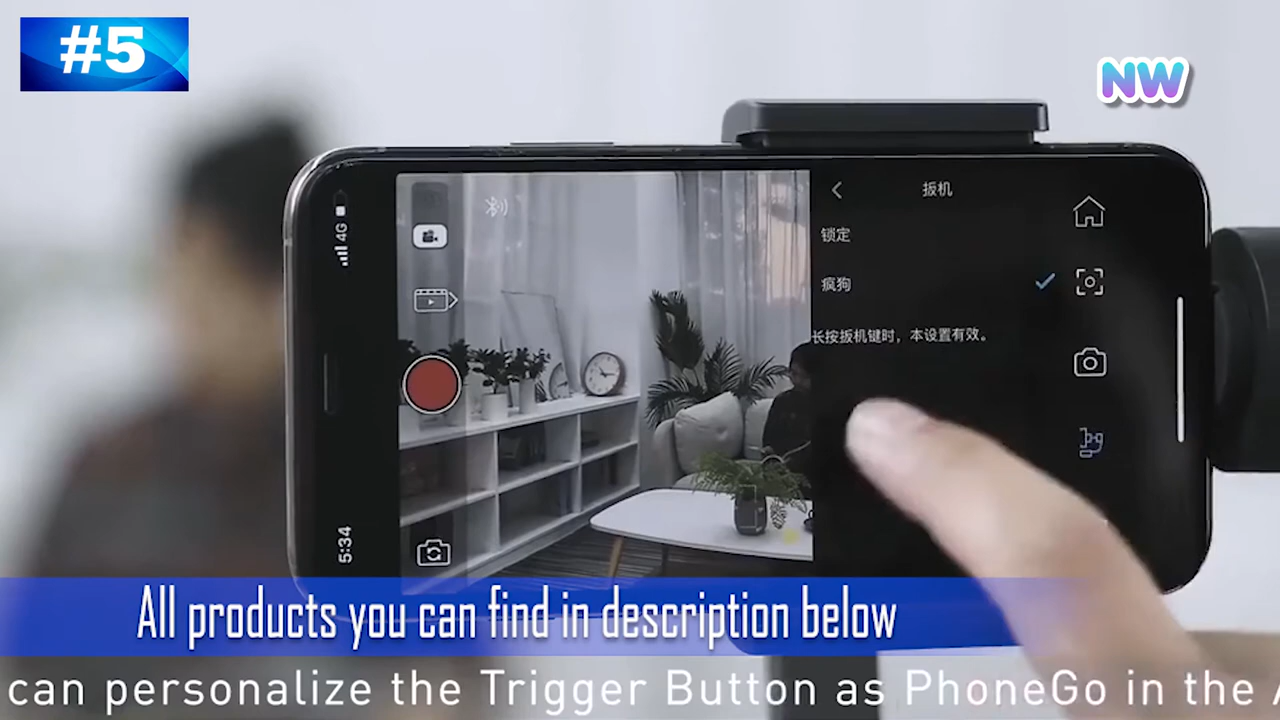 #5
NW
4G
5:34
扳机
锁定
疯狗
长按扳机键时，本设置有效。
All products you can find in description below
can personalize the Trigger Button as PhoneGo in the